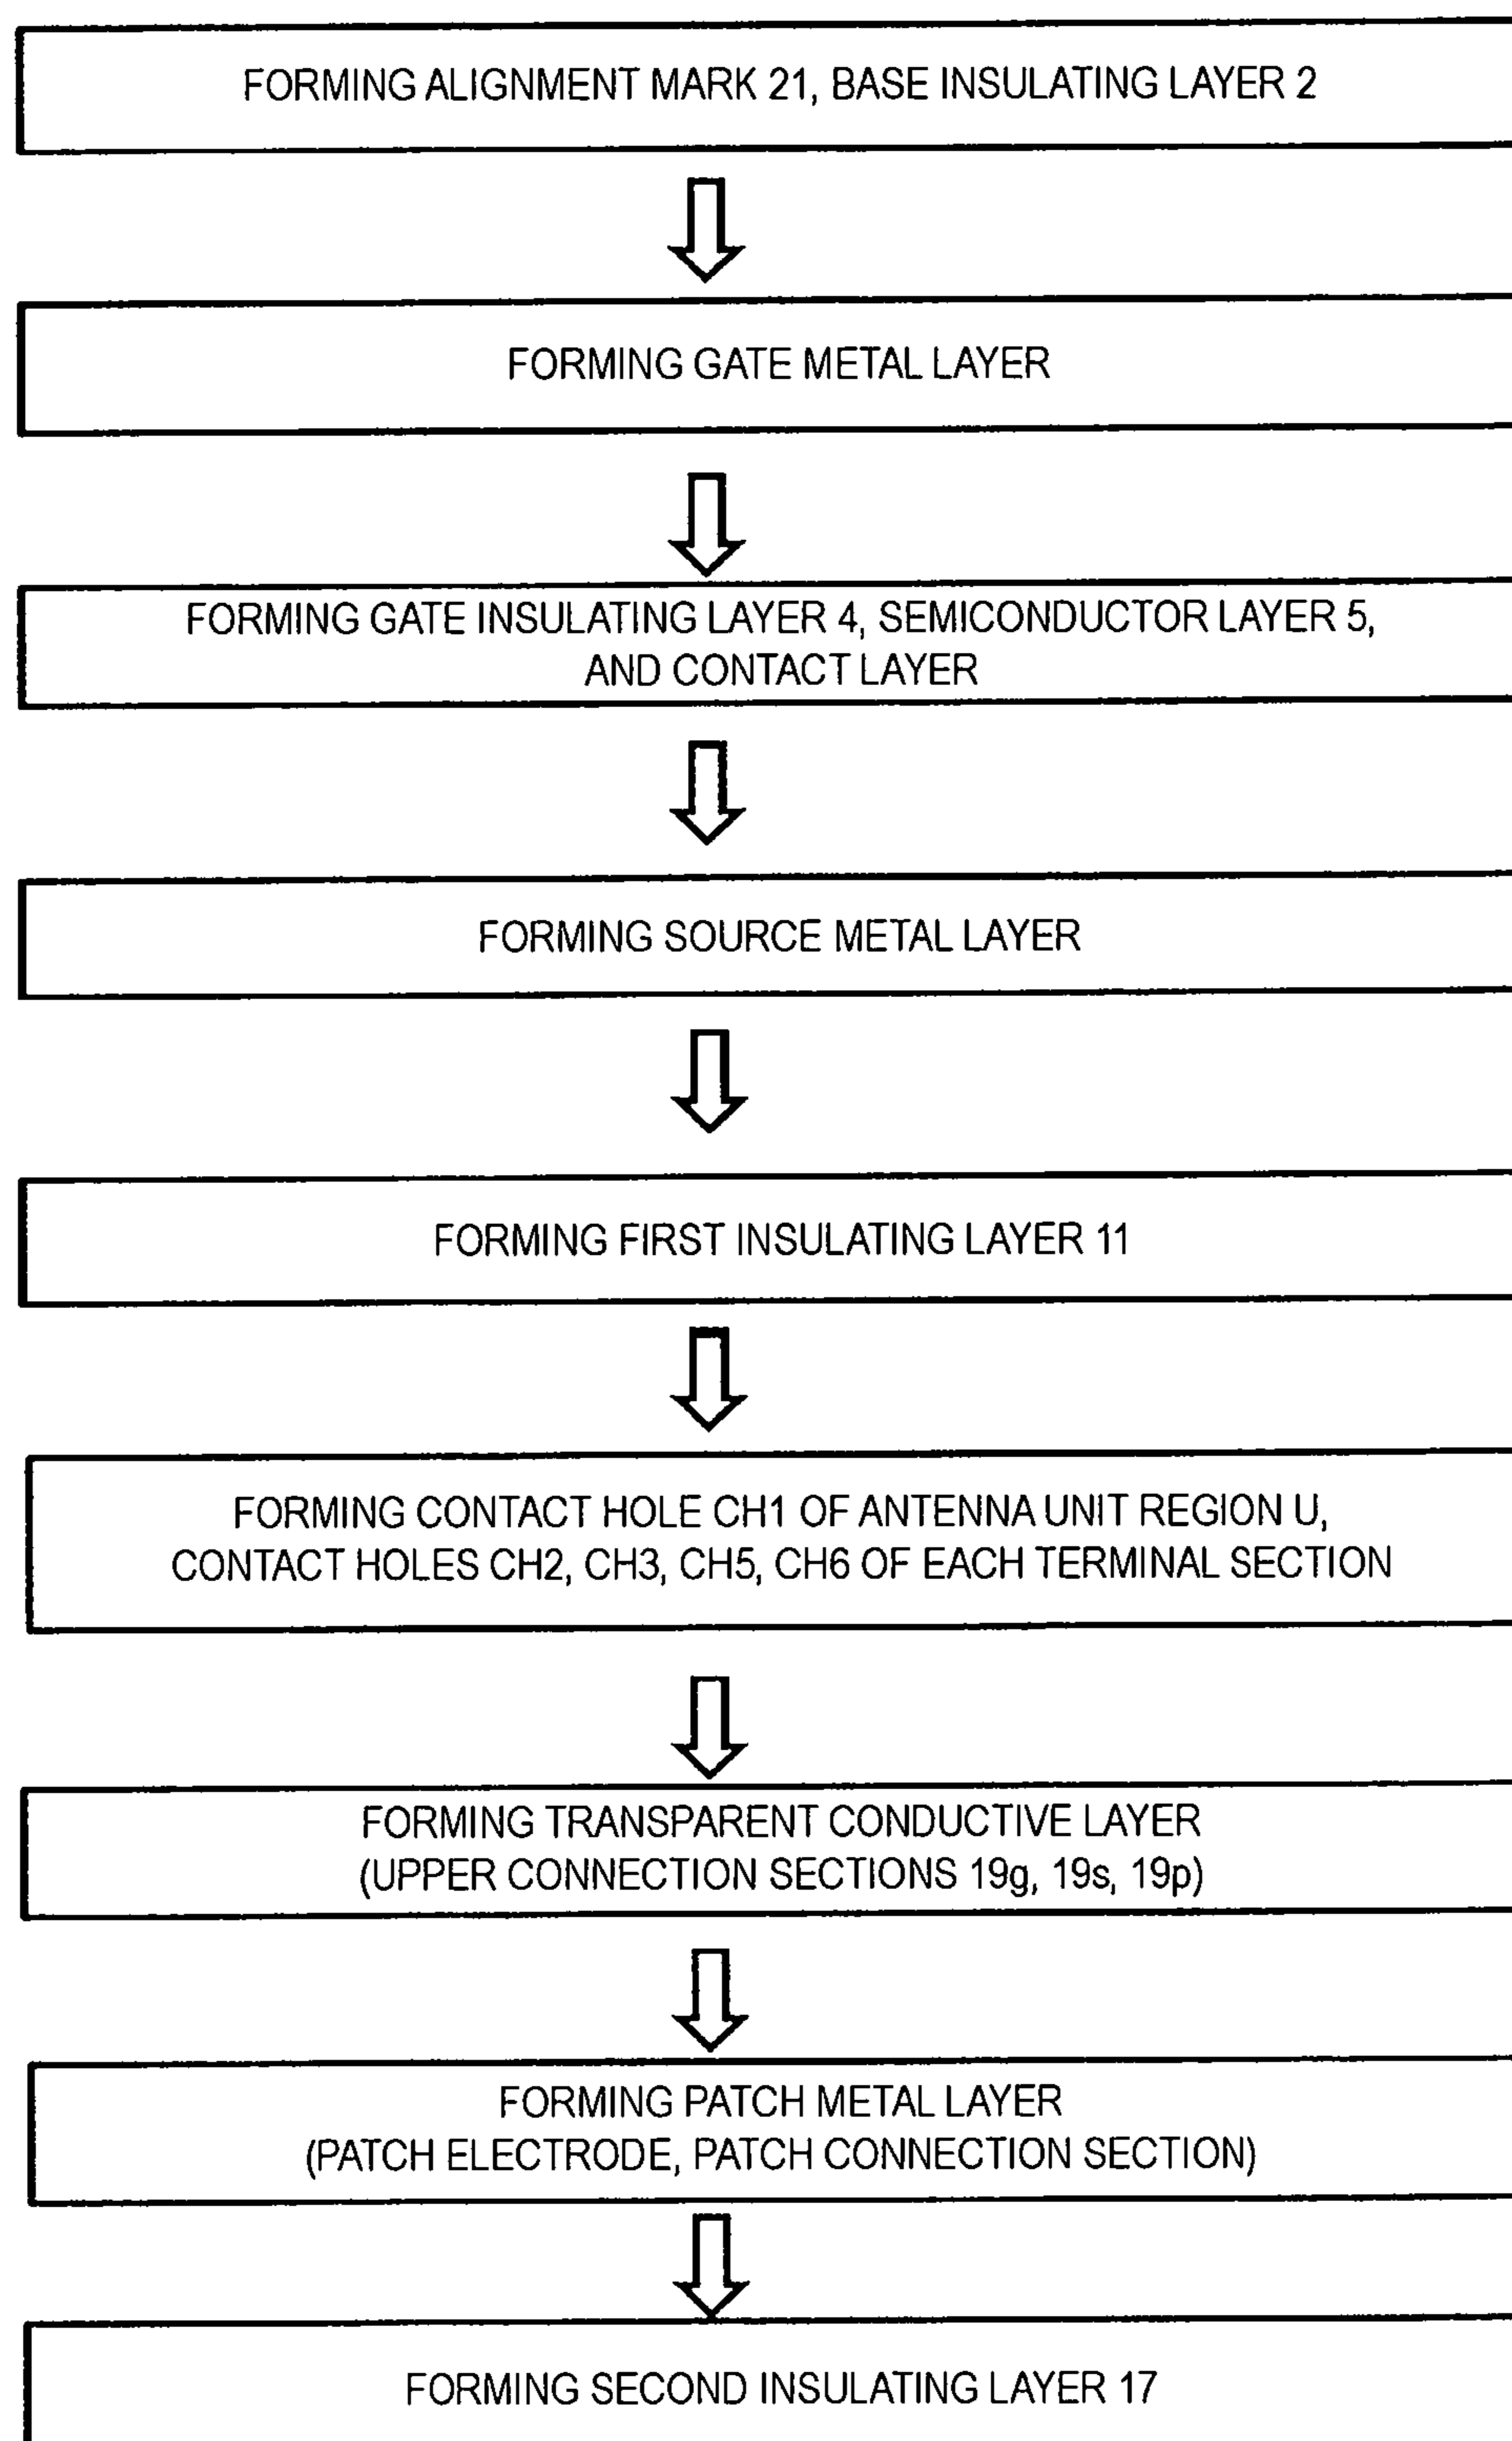 FORMING ALIGNMENT MARK 21, BASE INSULATING LAYER 2
FORMING GATE METAL LAYER
FORMING GATE INSULATING LAYER 4, SEMICONDUCTOR LAYER 5,
AND CONTACT LAYER
FORMING SOURCE METAL LAYER
FORMING FIRST INSULATING LAYER 11
FORMING CONTACT HOLE CH1 OF ANTENNA UNIT REGION U,
CONTACT HOLES CH2, CH3, CH5, CH6 OF EACH TERMINAL SECTION
FORMING TRANSPARENT CONDUCTIVE LAYER
(UPPER CONNECTION SECTIONS 19g, 19s, 19p)
FORMING PATCH METAL LAYER
(PATCH ELECTRODE, PATCH CONNECTION SECTION)
FORMING SECOND INSULATING LAYER 17